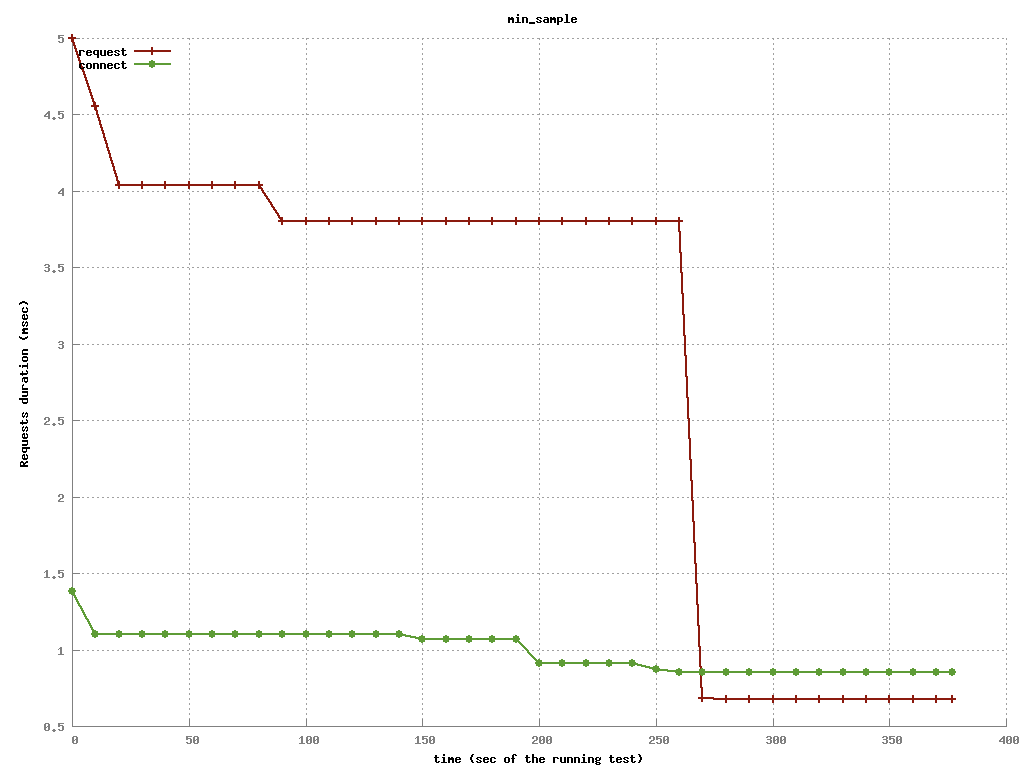 min_sample
request
connect
5
4.5
4
3.5
3
2.5
2
1.5
1
0.5
Requests duration (msec)
0 50 100 150 200 250 300 350 400
time (sec of the running test)